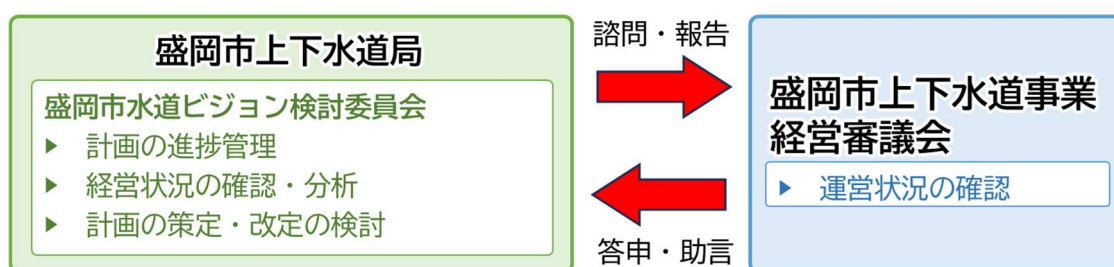 盛岡市上下水道局
盛岡市水道ビジョン検討委員会
▶ 計画の進捗管理
▶ 経営状況の確認・分析
▶ 計画の策定・改定の検討
諮問・報告
答申・助言
盛岡市上下水道事業
経営審議会
▶ 運営状況の確認